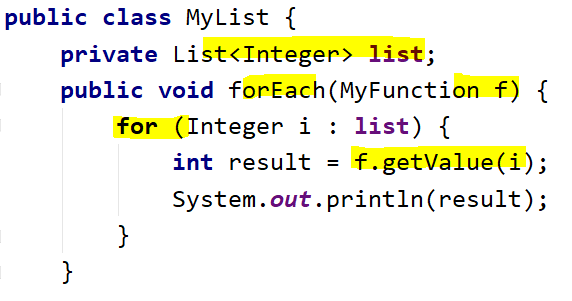 public class MyList {
    private List<Integer> list;
    public void forEach(MyFunction f) {
        for (Integer i : list) {
            int result = f.getValue(i);
            System.out.println(result);
        }
    }